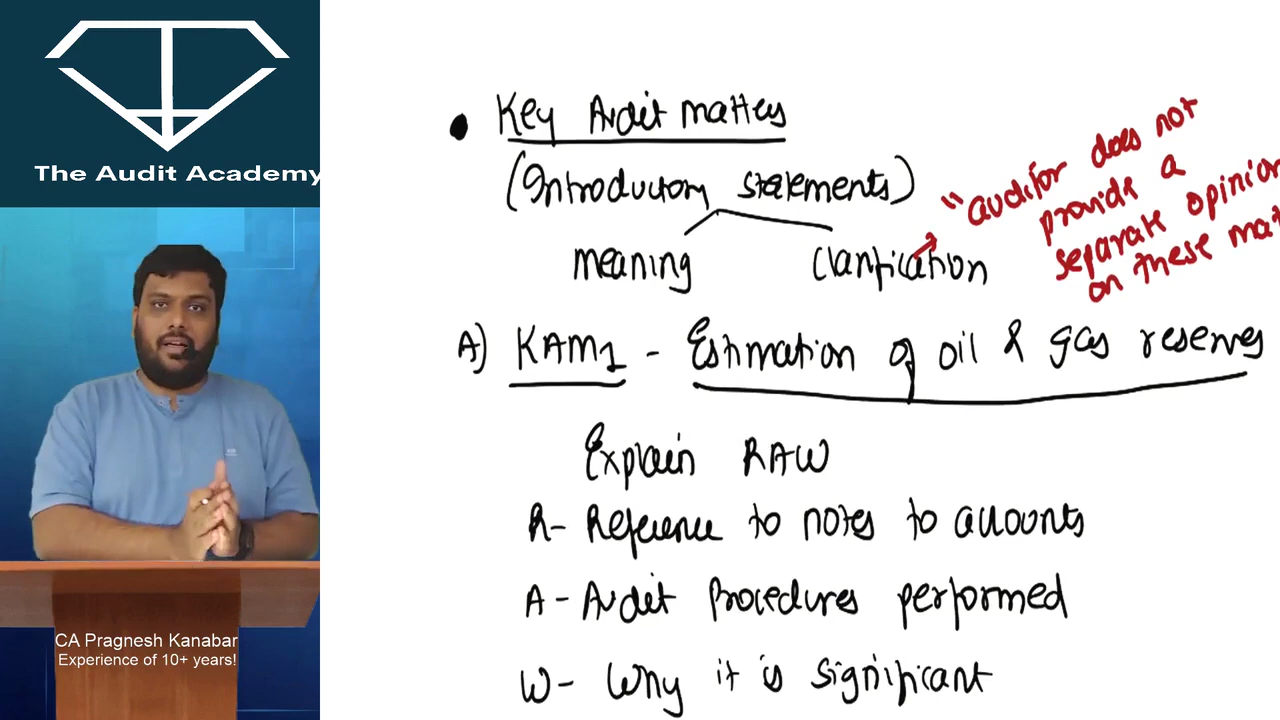 The Audit Academy
CA Pragnesh Kanabar
Experience of 10+ years!
• Key Audit matters
(Introductory statements)
meaning
Clarification
"auditor does not
provide a
separate opinion
on these mat
A) KAM1 - Estimation of oil & gas reserves
Explain RAW
R- Reference to notes to accounts
A - Audit Procedures performed
W- Why it is significant